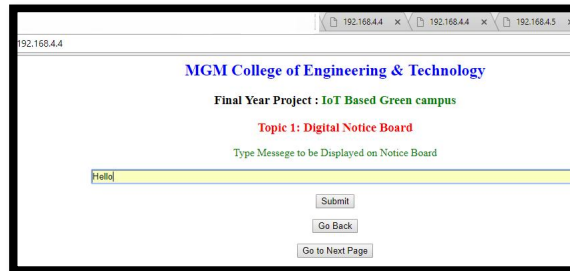 192.168.4.4 × 192.168.4.4 × 192.168.4.5
192.168.4.4
MGM College of Engineering & Technology
Final Year Project : IoT Based Green campus
Topic 1: Digital Notice Board
Type Messege to be Displayed on Notice Board
Hello
Submit
Go Back
Go to Next Page